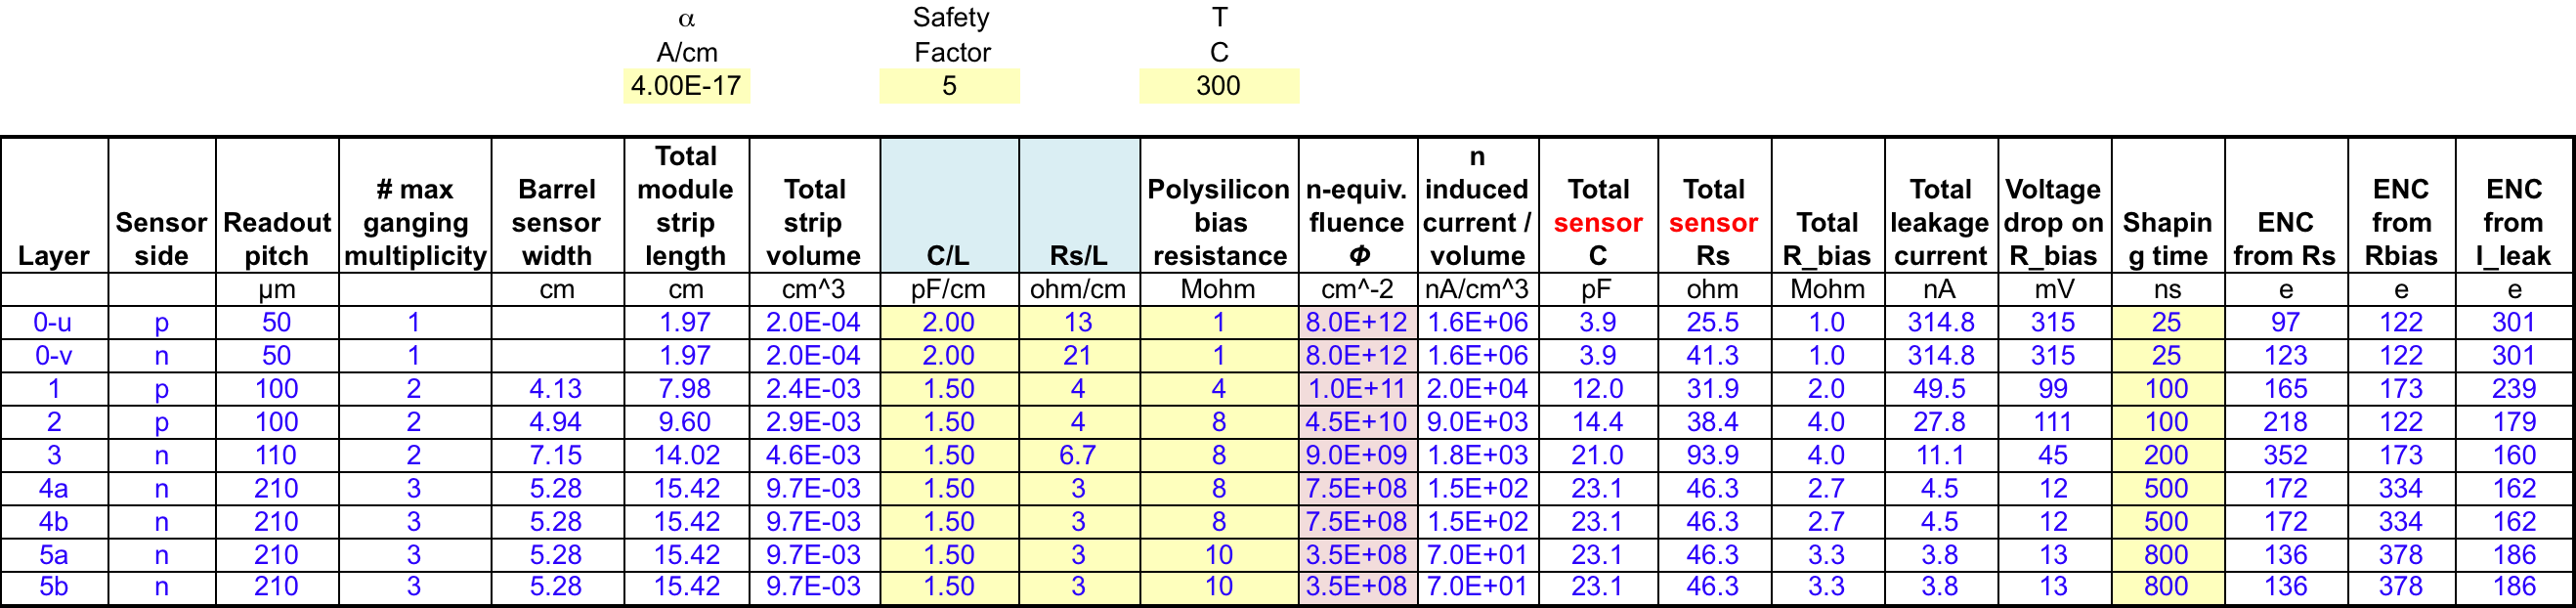 α Safety T
A/cm Factor C
4.00E-17 5 300
n
Total n-equiv. induced ENC ENC
# max Barrel module Total Polysilicon fluence current / Total Total Total Voltage from from
Sensor Readout ganging sensor strip strip bias Φ volume sensor sensor Total leakage drop on Shapin ENC Rbias I_leak
Layer side pitch multiplicity width length volume C/L Rs/L resistance C Rs R_bias current R_bias g time from Rs
µm cm cm cm^3 pF/cm ohm/cm Mohm cm^-2 nA/cm^3 pF ohm Mohm nA mV ns e e e
0-u p 50 1 1.97 2.0E-04 2.00 13 1 8.0E+12 1.6E+06 3.9 25.5 1.0 314.8 315 25 97 122 301
0-v n 50 1 1.97 2.0E-04 2.00 21 1 8.0E+12 1.6E+06 3.9 41.3 1.0 314.8 315 25 123 122 301
1 p 100 2 4.13 7.98 2.4E-03 1.50 4 4 1.0E+11 2.0E+04 12.0 31.9 2.0 49.5 99 100 165 173 239
2 p 100 2 4.94 9.60 2.9E-03 1.50 4 8 4.5E+10 9.0E+03 14.4 38.4 4.0 27.8 111 100 218 122 179
3 n 110 2 7.15 14.02 4.6E-03 1.50 6.7 8 9.0E+09 1.8E+03 21.0 93.9 4.0 11.1 45 200 352 173 160
4a n 210 3 5.28 15.42 9.7E-03 1.50 3 8 7.5E+08 1.5E+02 23.1 46.3 2.7 4.5 12 500 172 334 162
4b n 210 3 5.28 15.42 9.7E-03 1.50 3 8 7.5E+08 1.5E+02 23.1 46.3 2.7 4.5 12 500 172 334 162
5a n 210 3 5.28 15.42 9.7E-03 1.50 3 10 3.5E+08 7.0E+01 23.1 46.3 3.3 3.8 13 800 136 378 186
5b n 210 3 5.28 15.42 9.7E-03 1.50 3 10 3.5E+08 7.0E+01 23.1 46.3 3.3 3.8 13 800 136 378 186